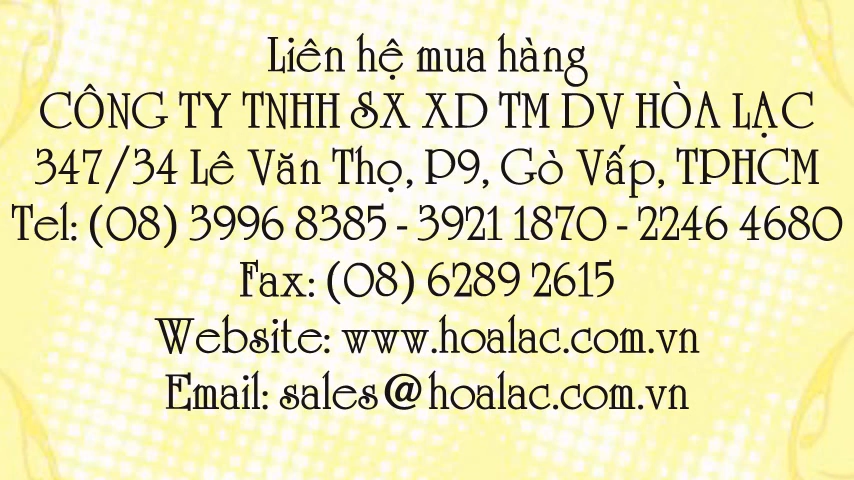 Liên hệ mua hàng
CÔNG TY TNHH SX XD TM DV HÒA LẠC
347/34 Lê Văn Thọ, P9, Gò Vấp, TPHCM
Tel: (08) 3996 8385 - 3921 1870 - 2246 4680
Fax: (08) 6289 2615
Website: www.hoalac.com.vn
Email: sales@hoalac.com.vn